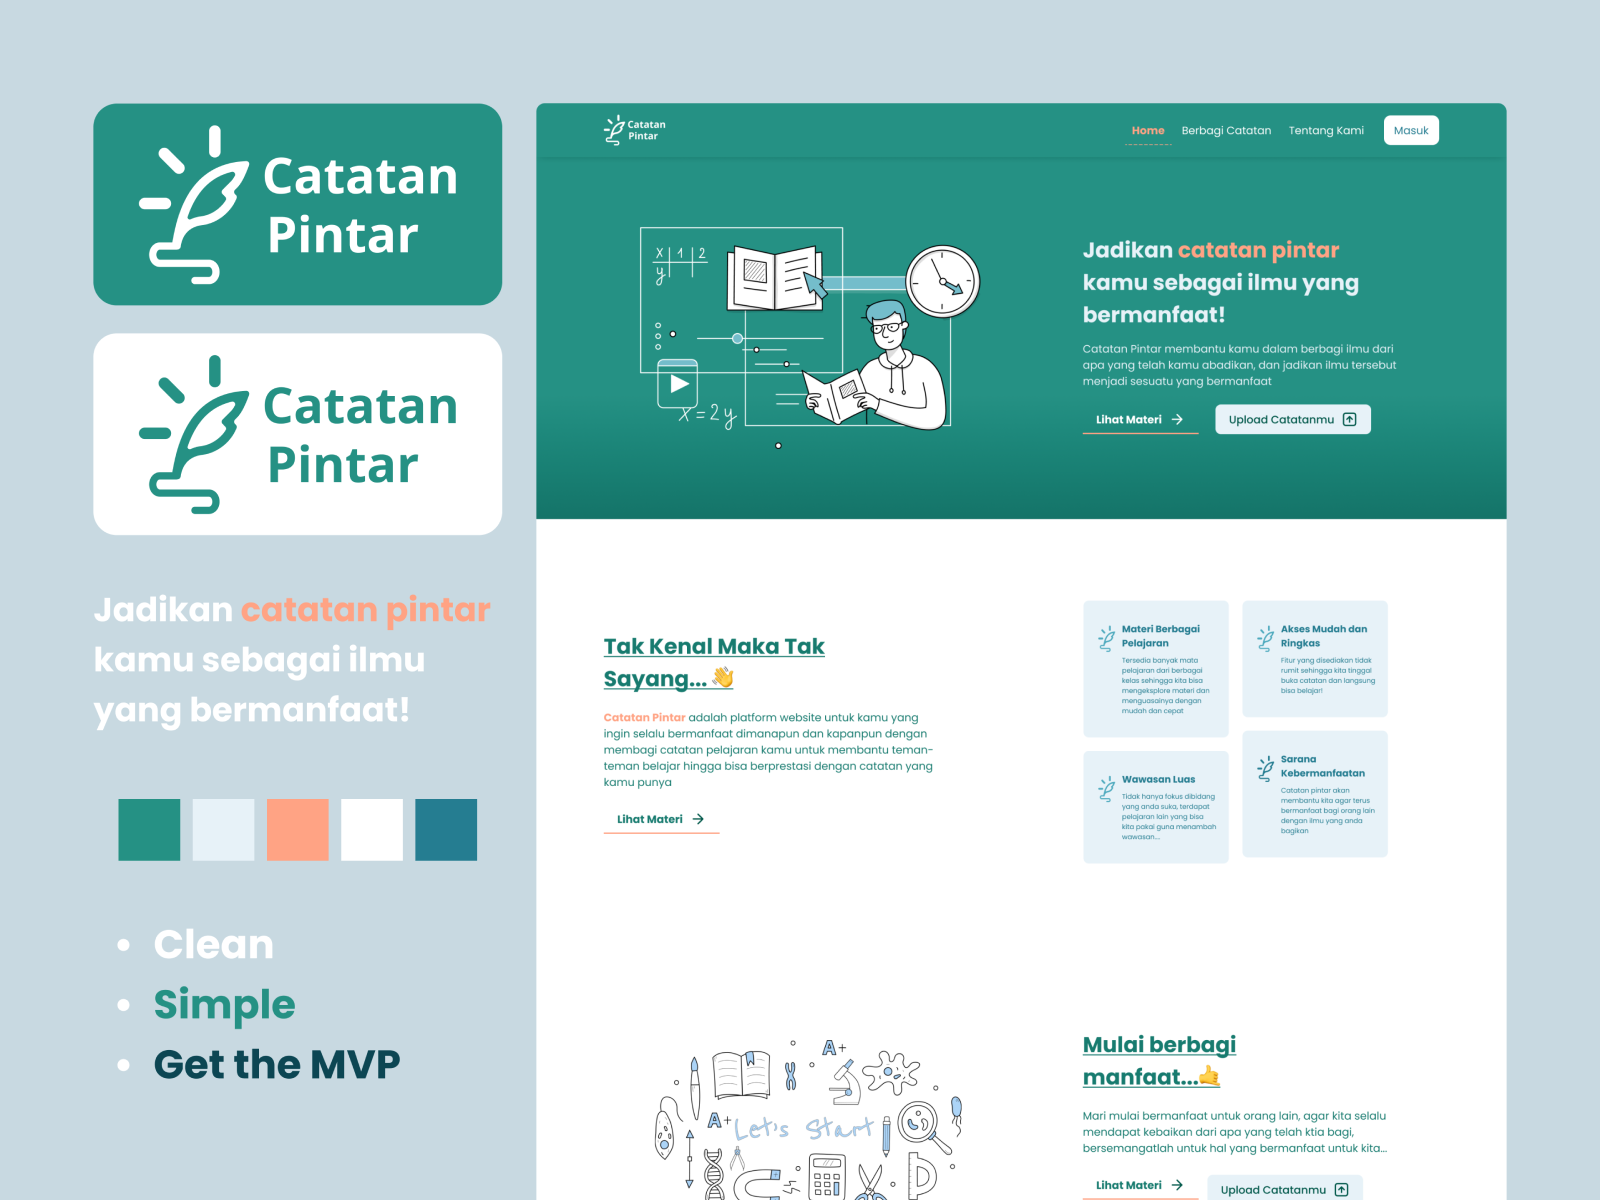 Catatan
Pintar
Catatan
Pintar
Jadikan catatan pintar
kamu sebagai ilmu
yang bermanfaat!
• Clean
• Simple
• Get the MVP
Catatan
Pintar
Home
Berbagi Catatan
Tentang Kami
Masuk
x 1 2
y
x = 2y
Jadikan catatan pintar
kamu sebagai ilmu yang
bermanfaat!
Catatan Pintar membantu kamu dalam berbagi ilmu dari
apa yang telah kamu abadikan, dan jadikan ilmu tersebut
menjadi sesuatu yang bermanfaat
Lihat Materi →
Upload Catatanmu
Tak Kenal Maka Tak
Sayang... 👋
Catatan Pintar adalah platform website untuk kamu yang
ingin selalu bermanfaat dimanapun dan kapanpun dengan
membagi catatan pelajaran kamu untuk membantu teman-
teman belajar hingga bisa berprestasi dengan catatan yang
kamu punya
Lihat Materi →
Materi Berbagai
Pelajaran
Tersedia banyak mata
pelajaran dari berbagai
kelas sehingga kita bisa
mengeksplore materi dan
menguasainya dengan
mudah dan cepat
Akses Mudah dan
Ringkas
Fitur yang disediakan tidak
rumit sehingga kita tinggal
buka catatan dan langsung
bisa belajar!
Wawasan Luas
Tidak hanya fokus dibidang
yang anda suka, terdapat
pelajaran lain yang bisa
kita pakai guna menambah
wawasan...
Sarana
Kebermanfaatan
Catatan pintar akan
membantu kita agar terus
bermanfaat bagi orang lain
dengan ilmu yang anda
bagikan
A+
A+
Let's Start
Mulai berbagi
manfaat...🤙
Mari mulai bermanfaat untuk orang lain, agar kita selalu
mendapat kebaikan dari apa yang telah ktia bagi,
bersemangatlah untuk hal yang bermanfaat untuk kita...
Lihat Materi →
Upload Catatanmu